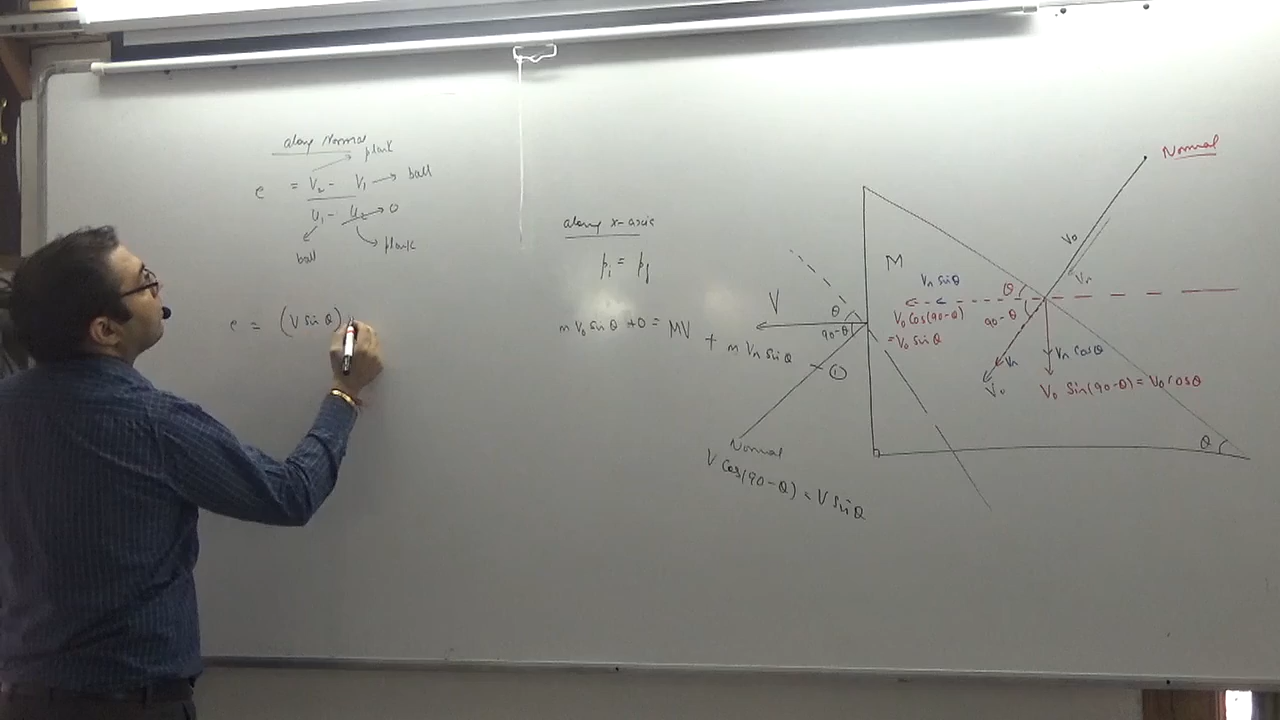 along Normal
plank
e = V₂ - V₁ → ball
u₁ - u₂ → 0
ball
plank
e = (V sin θ)
along x-axis
pᵢ = p_f
m V₀ sin θ + 0 = MV + m Vₙ sin θ — ①
V
θ
90-θ
Normal
V Cos(90-θ) = V sin θ
M
Normal
V₀
Vₙ
Vₙ sin θ
θ
V₀ cos(90-θ)
= V₀ sin θ
90-θ
Vₙ
V₀
Vₙ cos θ
V₀ Sin(90-θ) = V₀ cos θ
θ